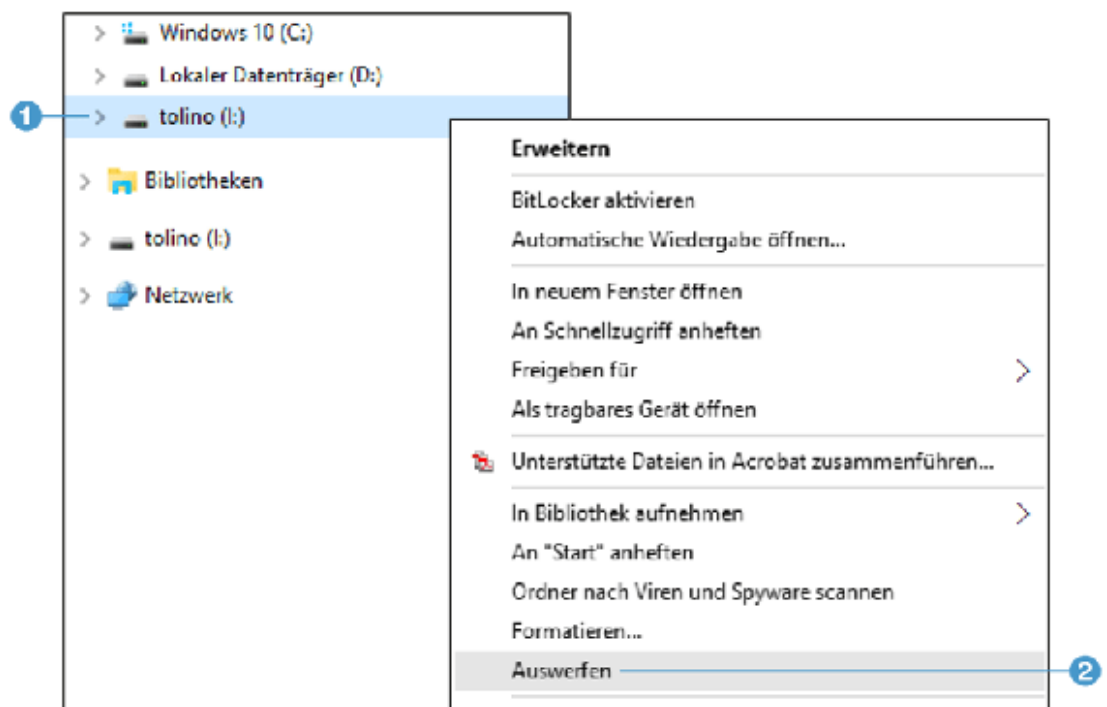 Windows 10 (C:)
Lokaler Datenträger (D:)
1
tolino (I:)
Bibliotheken
tolino (I:)
Netzwerk
Erweitern
BitLocker aktivieren
Automatische Wiedergabe öffnen...
In neuem Fenster öffnen
An Schnellzugriff anheften
Freigeben für
Als tragbares Gerät öffnen
Unterstützte Dateien in Acrobat zusammenführen...
In Bibliothek aufnehmen
An "Start" anheften
Ordner nach Viren und Spyware scannen
Formatieren...
Auswerfen
2